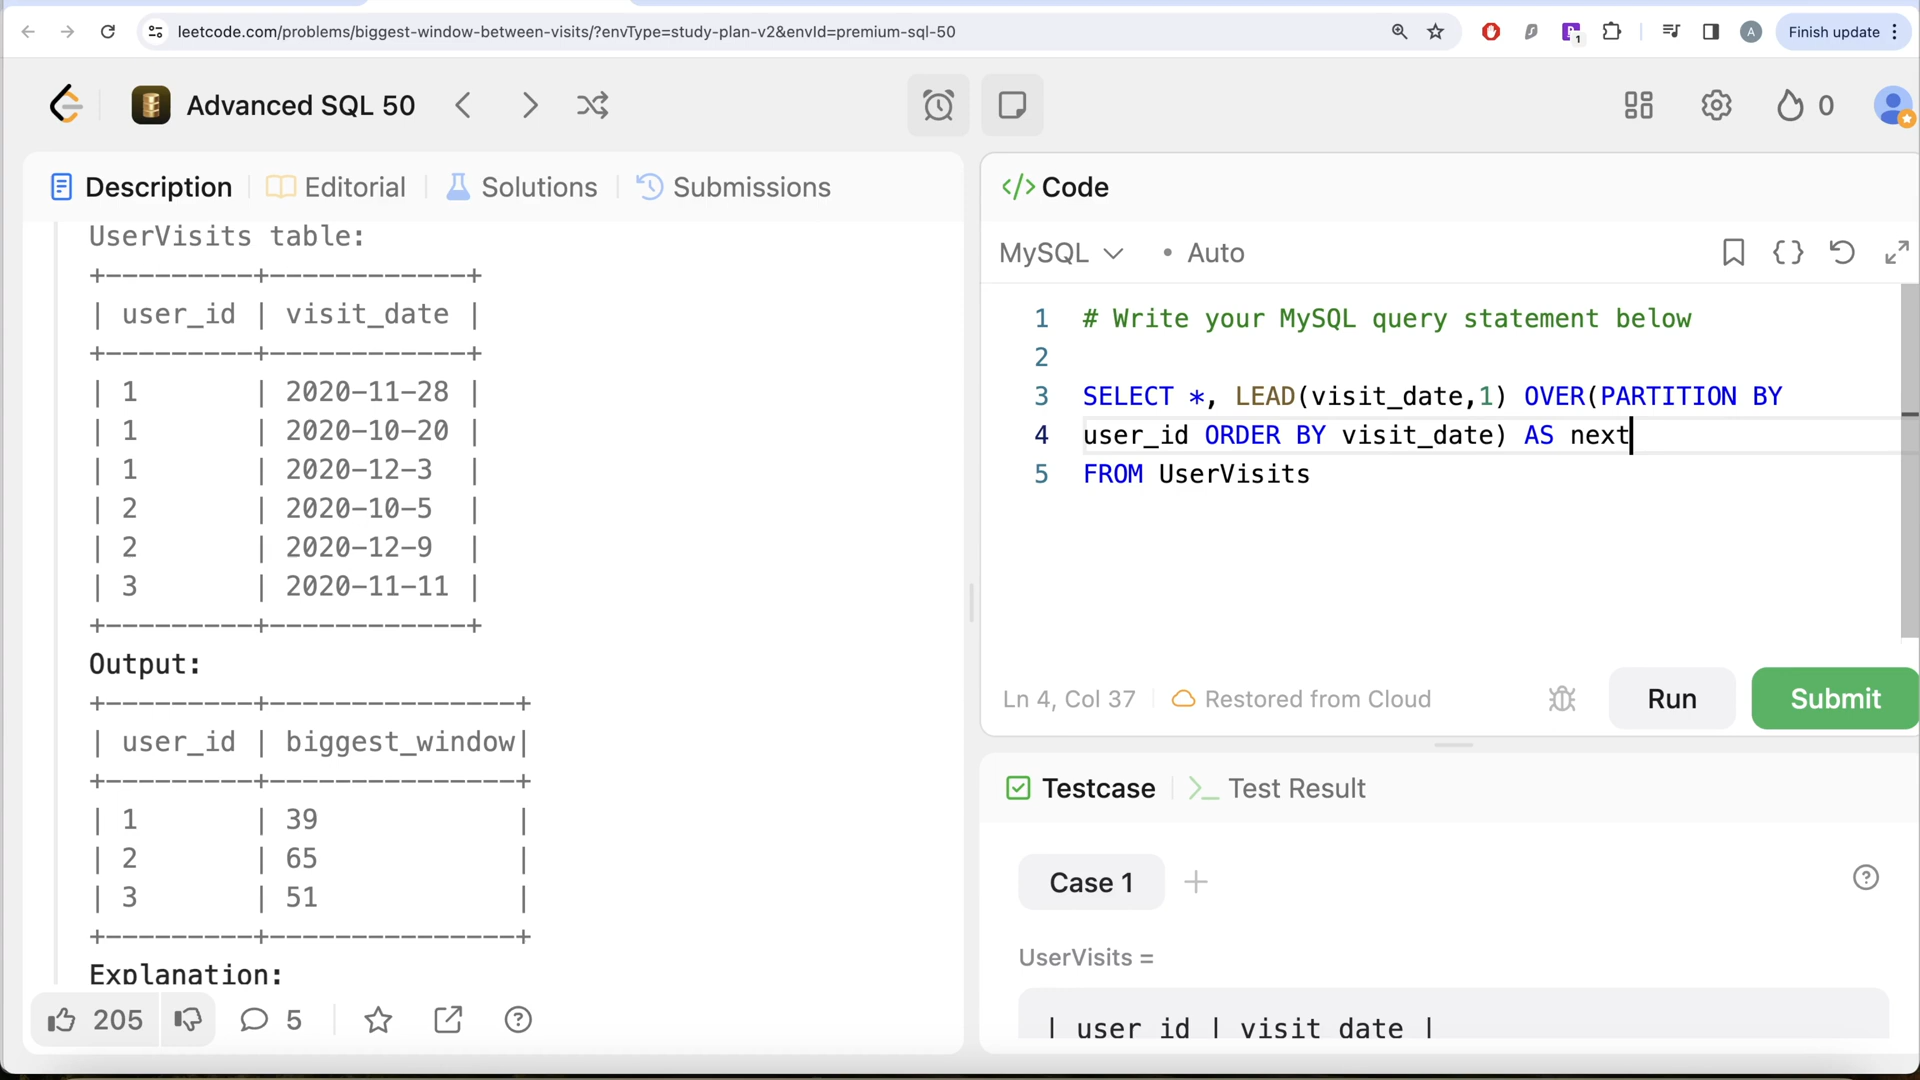 leetcode.com/problems/biggest-window-between-visits/?envType=study-plan-v2&envId=premium-sql-50
1
A
Finish update
Advanced SQL 50
0
Description
Editorial
Solutions
Submissions
UserVisits table:
+---------+------------+
| user_id | visit_date |
+---------+------------+
| 1 | 2020-11-28 |
| 1 | 2020-10-20 |
| 1 | 2020-12-3 |
| 2 | 2020-10-5 |
| 2 | 2020-12-9 |
| 3 | 2020-11-11 |
+---------+------------+
Output:
+---------+---------------+
| user_id | biggest_window|
+---------+---------------+
| 1 | 39 |
| 2 | 65 |
| 3 | 51 |
+---------+---------------+
Explanation:
205
5
</> Code
MySQL
• Auto
1 # Write your MySQL query statement below
2
3 SELECT *, LEAD(visit_date,1) OVER(PARTITION BY
4 user_id ORDER BY visit_date) AS next
5 FROM UserVisits
Ln 4, Col 37
Restored from Cloud
Run
Submit
Testcase
Test Result
Case 1
UserVisits =
| user_id | visit_date |